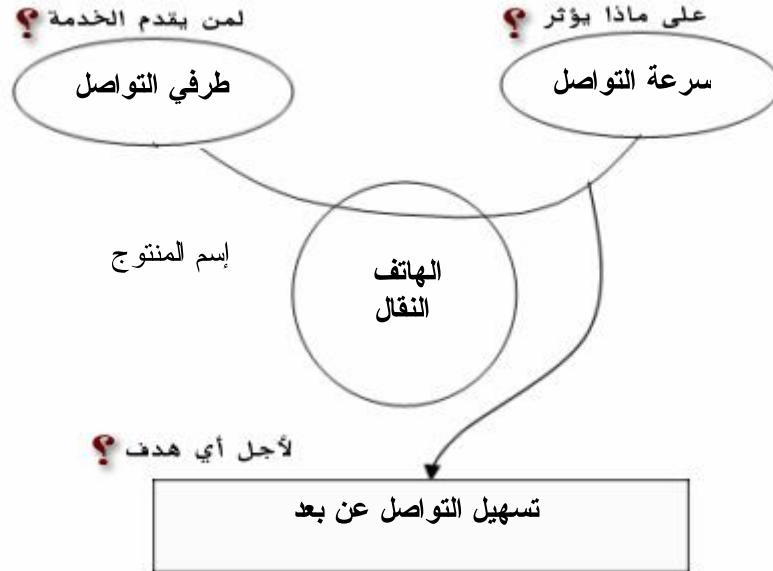 لمن يقدم الخدمة ؟
على ماذا يؤثر ؟
طرفي التواصل
سرعة التواصل
إسم المنتوج
الهاتف
النقال
لأجل أي هدف ؟
تسهيل التواصل عن بعد